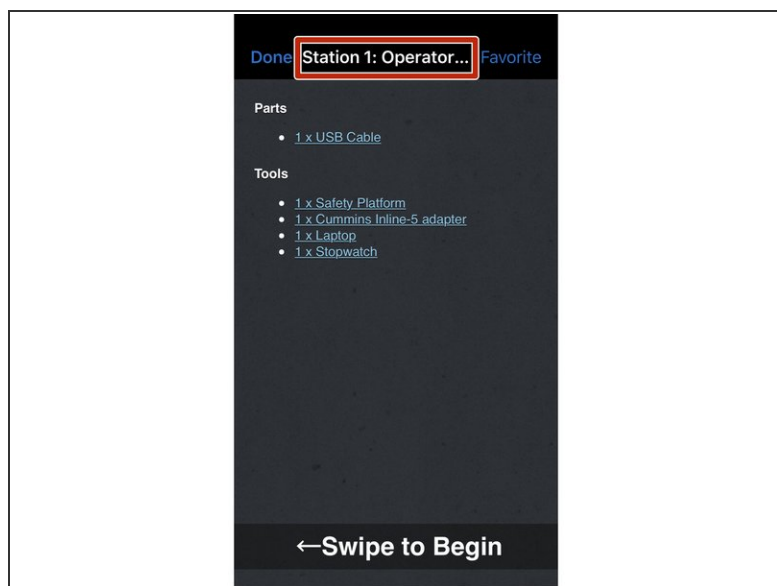 Done Station 1: Operator... Favorite
Parts
• 1 x USB Cable
Tools
• 1 x Safety Platform
• 1 x Cummins Inline-5 adapter
• 1 x Laptop
• 1 x Stopwatch
←Swipe to Begin